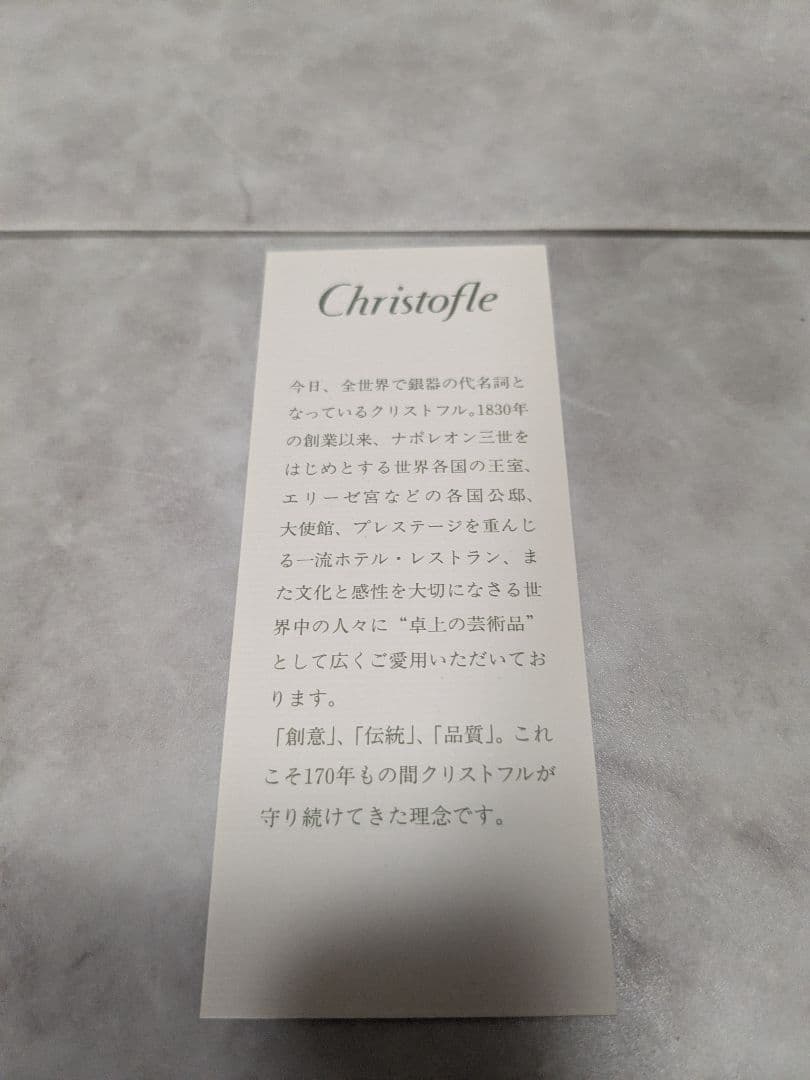 Christofle
今日、全世界で銀器の代名詞と
なっているクリストフル。1830年
の創業以来、ナポレオン三世を
はじめとする世界各国の王室、
エリーゼ宮などの各国公邸、
大使館、プレステージを重んじ
る一流ホテル・レストラン、ま
た文化と感性を大切になさる世
界中の人々に“卓上の芸術品”
として広くご愛用いただいてお
ります。
「創意」、「伝統」、「品質」。これ
こそ170年もの間クリストフルが
守り続けてきた理念です。